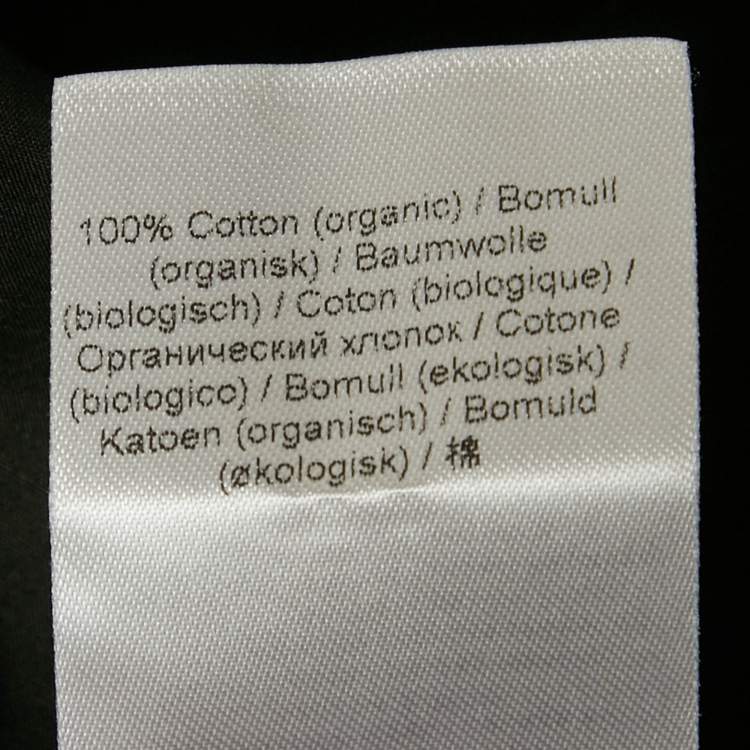 100% Cotton (organic) / Bomull
(organisk) / Baumwolle
(biologisch) / Coton (biologique) /
Органический хлопок / Cotone
(biologico) / Bomull (ekologisk) /
Katoen (organisch) / Bomuld
(økologisk) / 棉